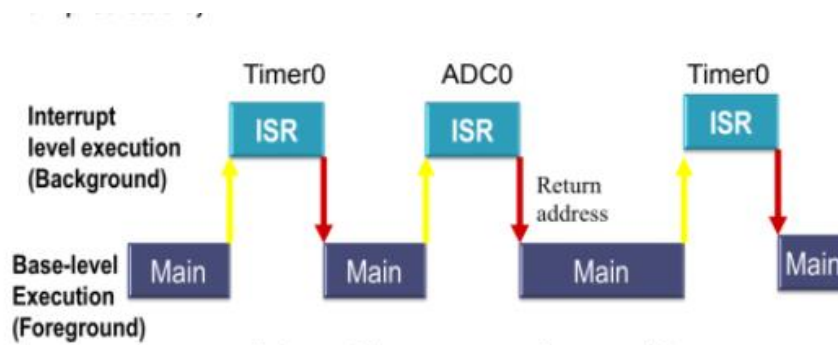 Timer0
ADC0
Timer0
Interrupt
level execution
(Background)
ISR
ISR
ISR
Return
address
Base-level
Execution
(Foreground)
Main
Main
Main
Main